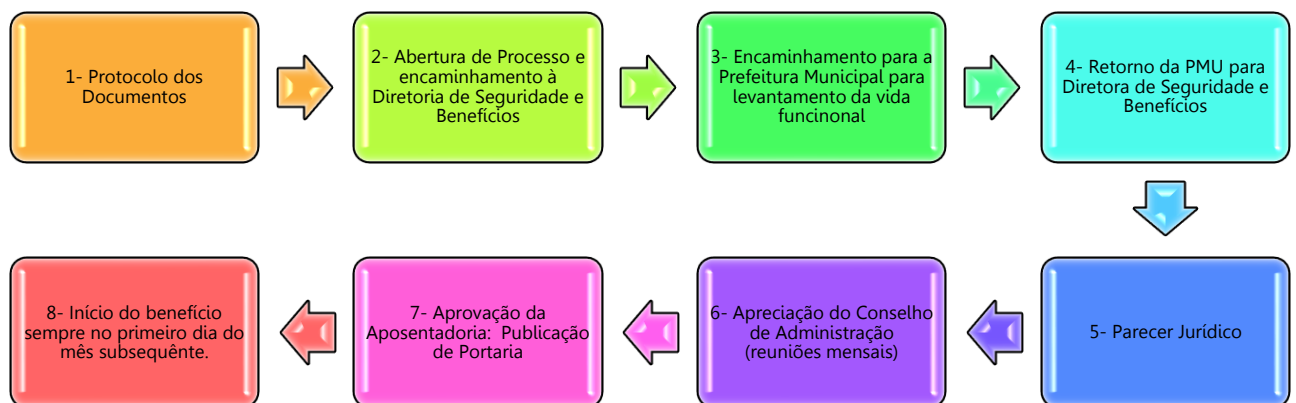 1- Protocolo dos
Documentos
2- Abertura de Processo e
encaminhamento à
Diretoria de Seguridade e
Benefícios
3- Encaminhamento para a
Prefeitura Municipal para
levantamento da vida
funcinonal
4- Retorno da PMU para
Diretora de Seguridade e
Benefícios
5- Parecer Jurídico
6- Apreciação do Conselho
de Administração
(reuniões mensais)
7- Aprovação da
Aposentadoria: Publicação
de Portaria
8- Início do benefício
sempre no primeiro dia do
mês subsequênte.